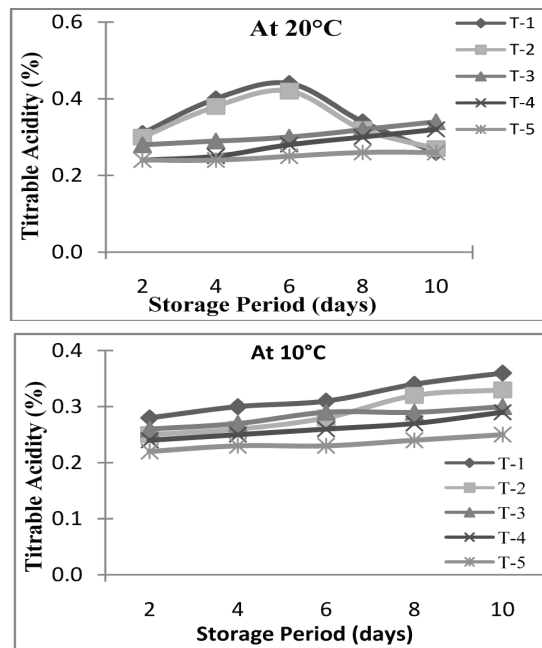 At 20°C
Titrable Acidity (%)
0.6
0.4
0.2
0.0
2 4 6 8 10
Storage Period (days)
T-1
T-2
T-3
T-4
T-5
At 10°C
Titrable Acidity (%)
0.4
0.3
0.2
0.1
0.0
2 4 6 8 10
Storage Period (days)
T-1
T-2
T-3
T-4
T-5